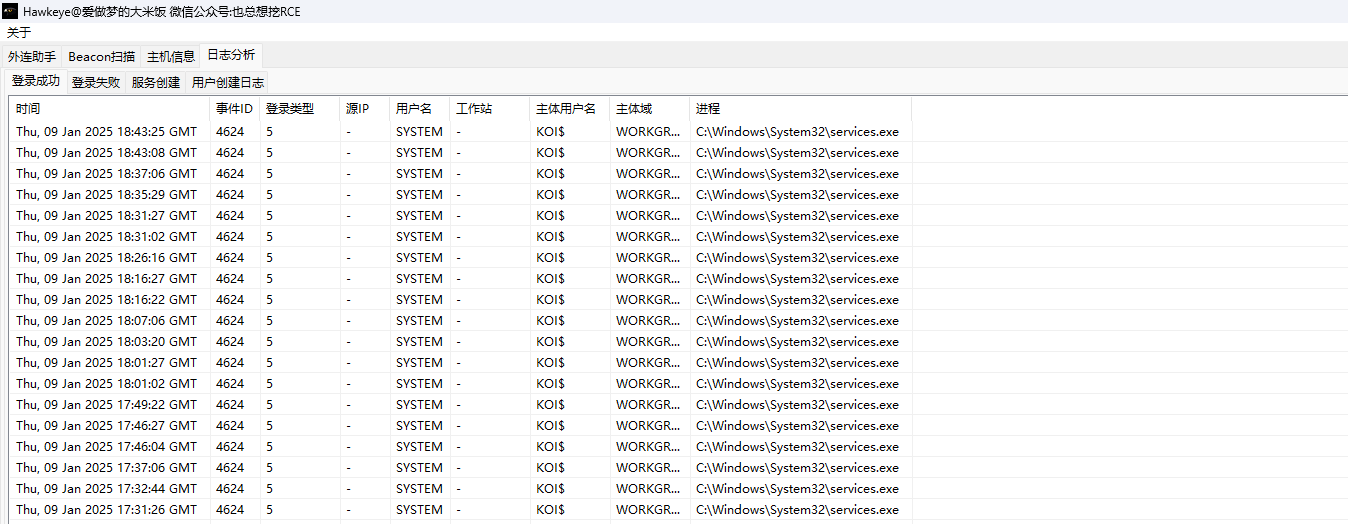 Hawkeye@爱做梦的大米饭 微信公众号:也总想挖RCE
关于
外连助手 Beacon扫描 主机信息 日志分析
登录成功 登录失败 服务创建 用户创建日志
时间 事件ID 登录类型 源IP 用户名 工作站 主体用户名 主体域 进程
Thu, 09 Jan 2025 18:43:25 GMT 4624 5 - SYSTEM - KOI$ WORKGR... C:\Windows\System32\services.exe
Thu, 09 Jan 2025 18:43:08 GMT 4624 5 - SYSTEM - KOI$ WORKGR... C:\Windows\System32\services.exe
Thu, 09 Jan 2025 18:37:06 GMT 4624 5 - SYSTEM - KOI$ WORKGR... C:\Windows\System32\services.exe
Thu, 09 Jan 2025 18:35:29 GMT 4624 5 - SYSTEM - KOI$ WORKGR... C:\Windows\System32\services.exe
Thu, 09 Jan 2025 18:31:27 GMT 4624 5 - SYSTEM - KOI$ WORKGR... C:\Windows\System32\services.exe
Thu, 09 Jan 2025 18:31:02 GMT 4624 5 - SYSTEM - KOI$ WORKGR... C:\Windows\System32\services.exe
Thu, 09 Jan 2025 18:26:16 GMT 4624 5 - SYSTEM - KOI$ WORKGR... C:\Windows\System32\services.exe
Thu, 09 Jan 2025 18:16:27 GMT 4624 5 - SYSTEM - KOI$ WORKGR... C:\Windows\System32\services.exe
Thu, 09 Jan 2025 18:16:22 GMT 4624 5 - SYSTEM - KOI$ WORKGR... C:\Windows\System32\services.exe
Thu, 09 Jan 2025 18:07:06 GMT 4624 5 - SYSTEM - KOI$ WORKGR... C:\Windows\System32\services.exe
Thu, 09 Jan 2025 18:03:20 GMT 4624 5 - SYSTEM - KOI$ WORKGR... C:\Windows\System32\services.exe
Thu, 09 Jan 2025 18:01:27 GMT 4624 5 - SYSTEM - KOI$ WORKGR... C:\Windows\System32\services.exe
Thu, 09 Jan 2025 18:01:02 GMT 4624 5 - SYSTEM - KOI$ WORKGR... C:\Windows\System32\services.exe
Thu, 09 Jan 2025 17:49:22 GMT 4624 5 - SYSTEM - KOI$ WORKGR... C:\Windows\System32\services.exe
Thu, 09 Jan 2025 17:46:27 GMT 4624 5 - SYSTEM - KOI$ WORKGR... C:\Windows\System32\services.exe
Thu, 09 Jan 2025 17:46:04 GMT 4624 5 - SYSTEM - KOI$ WORKGR... C:\Windows\System32\services.exe
Thu, 09 Jan 2025 17:37:06 GMT 4624 5 - SYSTEM - KOI$ WORKGR... C:\Windows\System32\services.exe
Thu, 09 Jan 2025 17:32:44 GMT 4624 5 - SYSTEM - KOI$ WORKGR... C:\Windows\System32\services.exe
Thu, 09 Jan 2025 17:31:26 GMT 4624 5 - SYSTEM - KOI$ WORKGR... C:\Windows\System32\services.exe